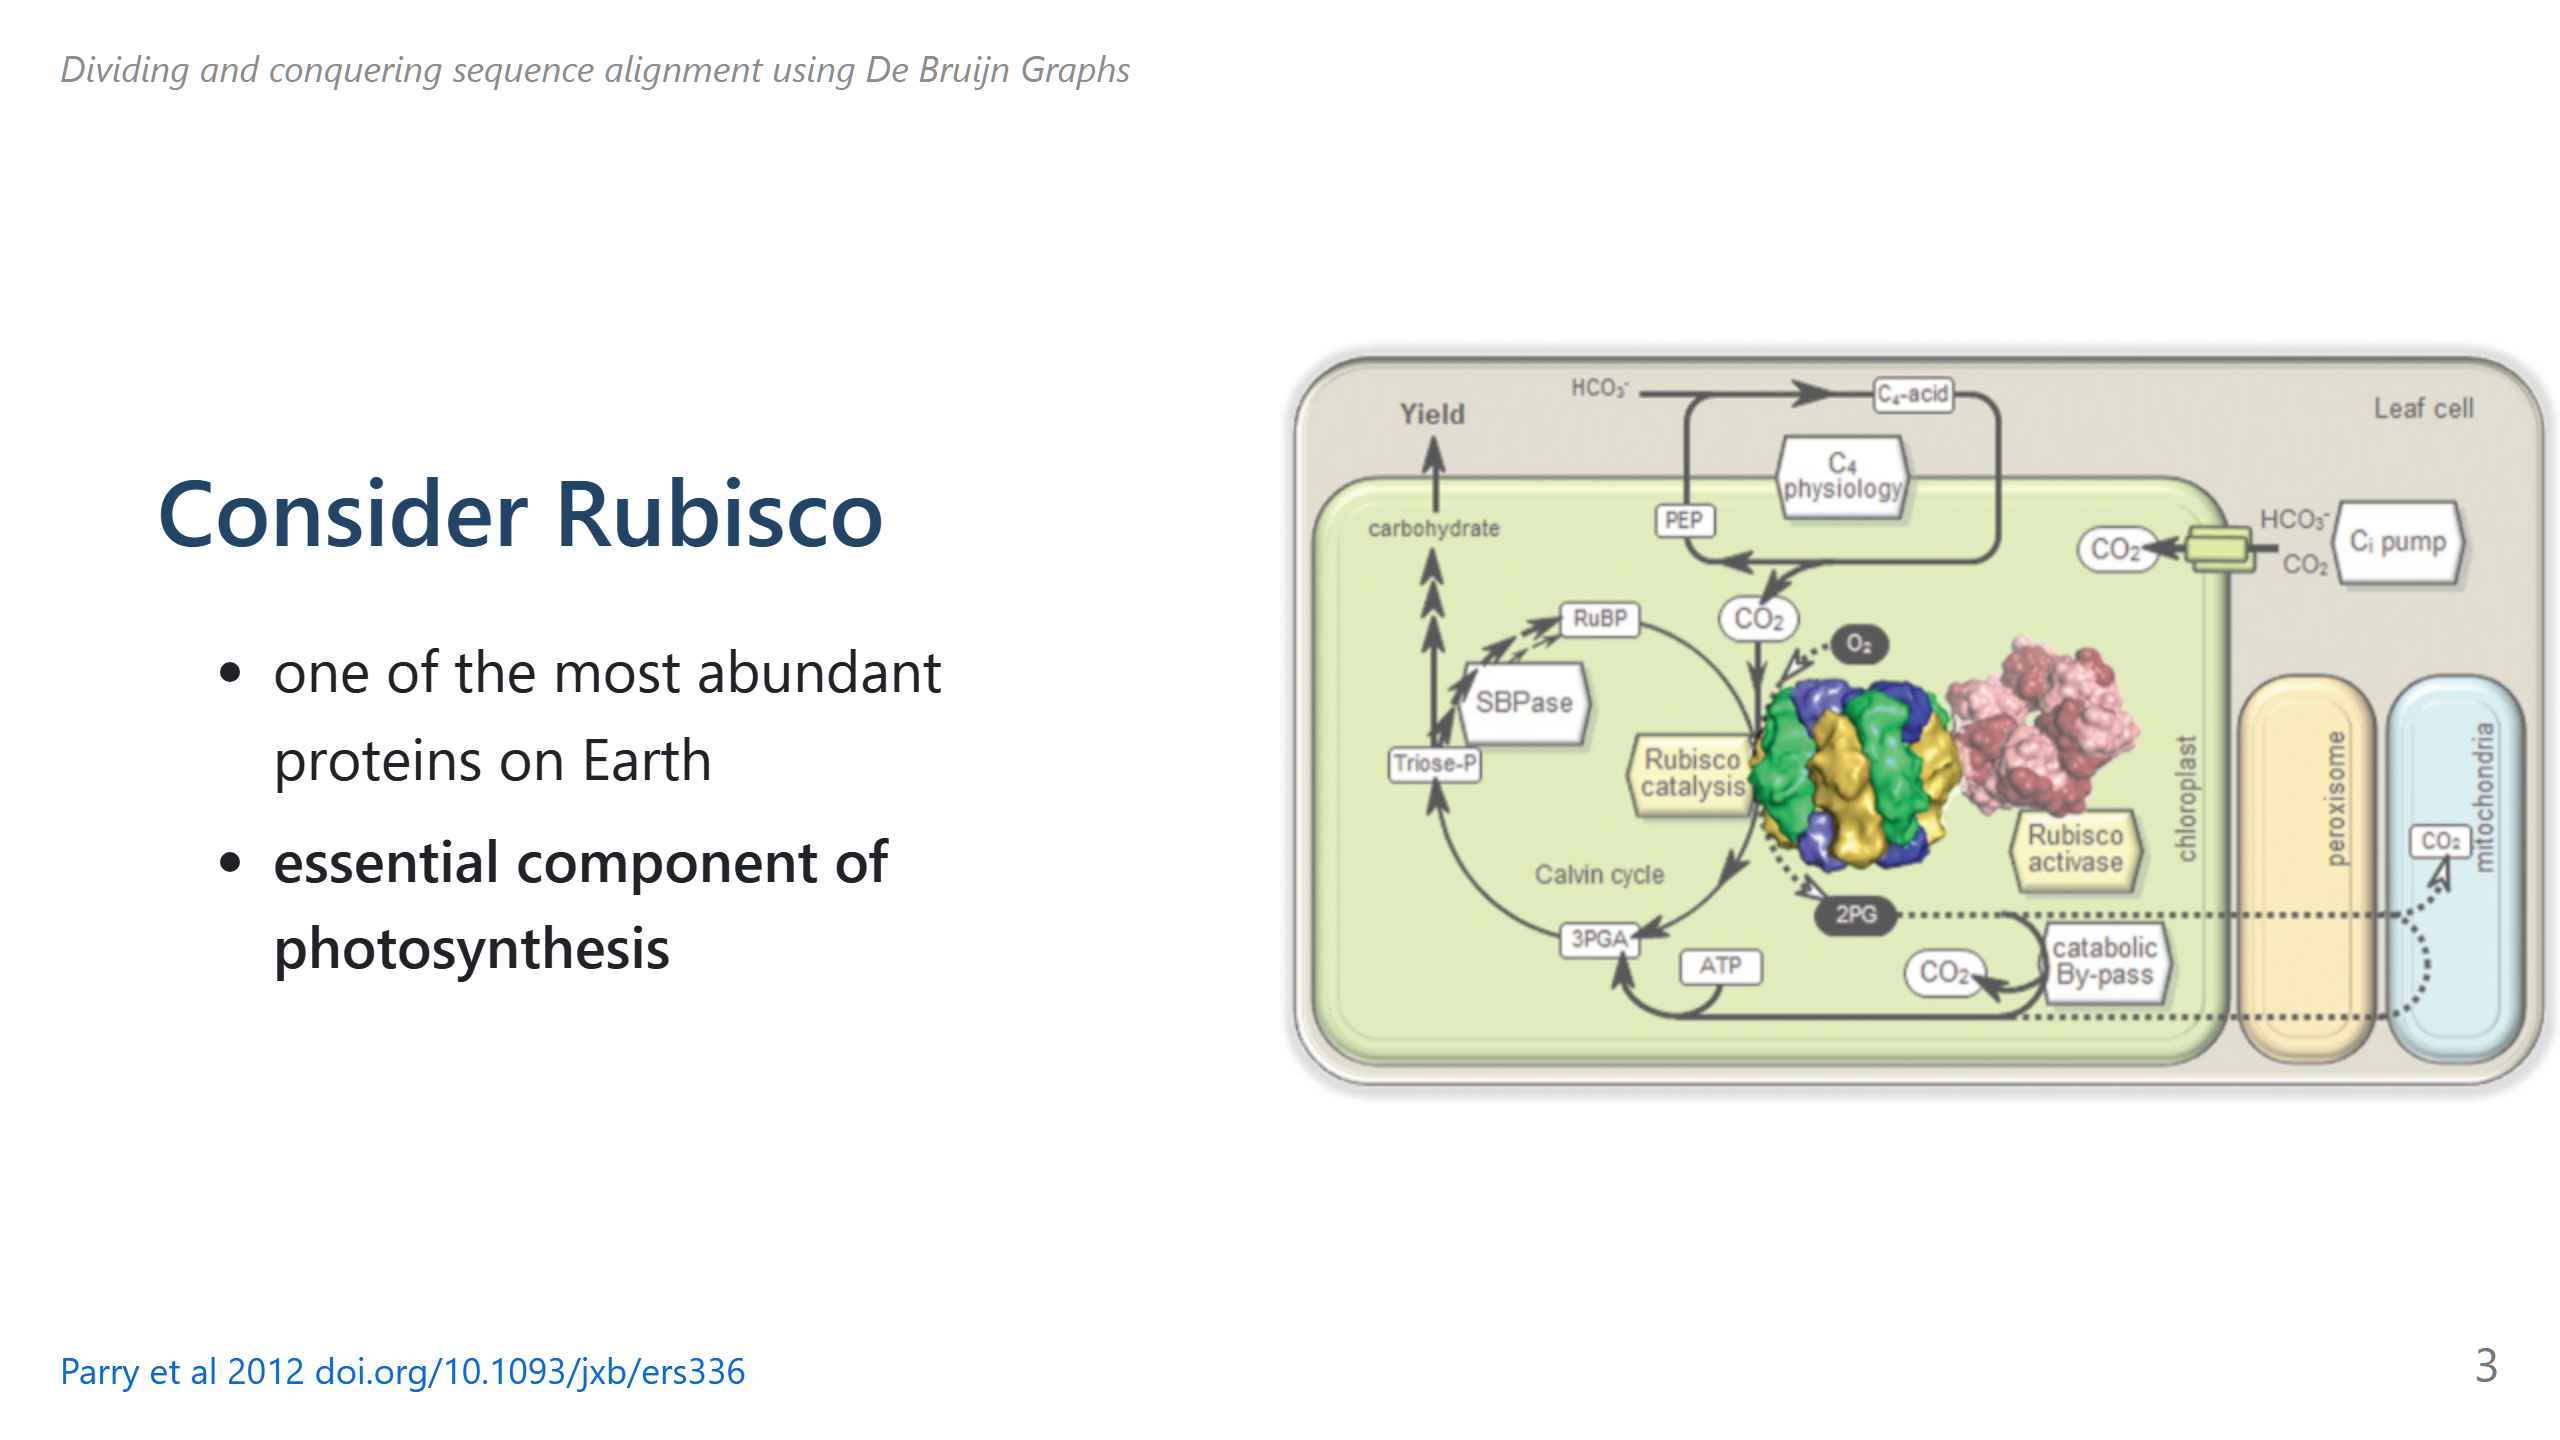 Dividing and conquering sequence alignment using De Bruijn Graphs
Consider Rubisco
• one of the most abundant
proteins on Earth
• essential component of
photosynthesis
HCO₃⁻
C₄-acid
Yield
Leaf cell
C₄
physiology
PEP
carbohydrate
HCO₃⁻
CO₂
Cᵢ pump
CO₂
RuBP
CO₂
O₂
SBPase
Triose-P
Rubisco
catalysis
Rubisco
activase
chloroplast
peroxisome
mitochondria
CO₂
Calvin cycle
2PG
3PGA
ATP
CO₂
catabolic
By-pass
Parry et al 2012 doi.org/10.1093/jxb/ers336
3